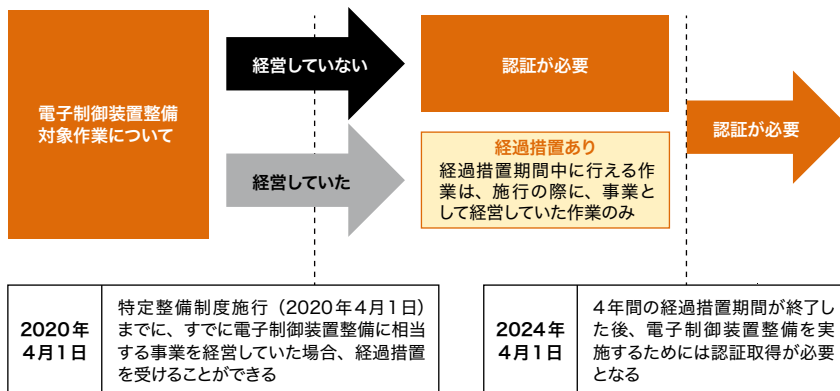 電子制御装置整備
対象作業について
経営していない
認証が必要
経営していた
経過措置あり
経過措置期間中に行える作
業は、施行の際に、事業と
して経営していた作業のみ
認証が必要
2020年
4月1日
特定整備制度施行（2020年4月1日）
までに、すでに電子制御装置整備に相当
する事業を経営していた場合、経過措置
を受けることができる
2024年
4月1日
4年間の経過措置期間が終了し
た後、電子制御装置整備を実
施するためには認証取得が必要
となる